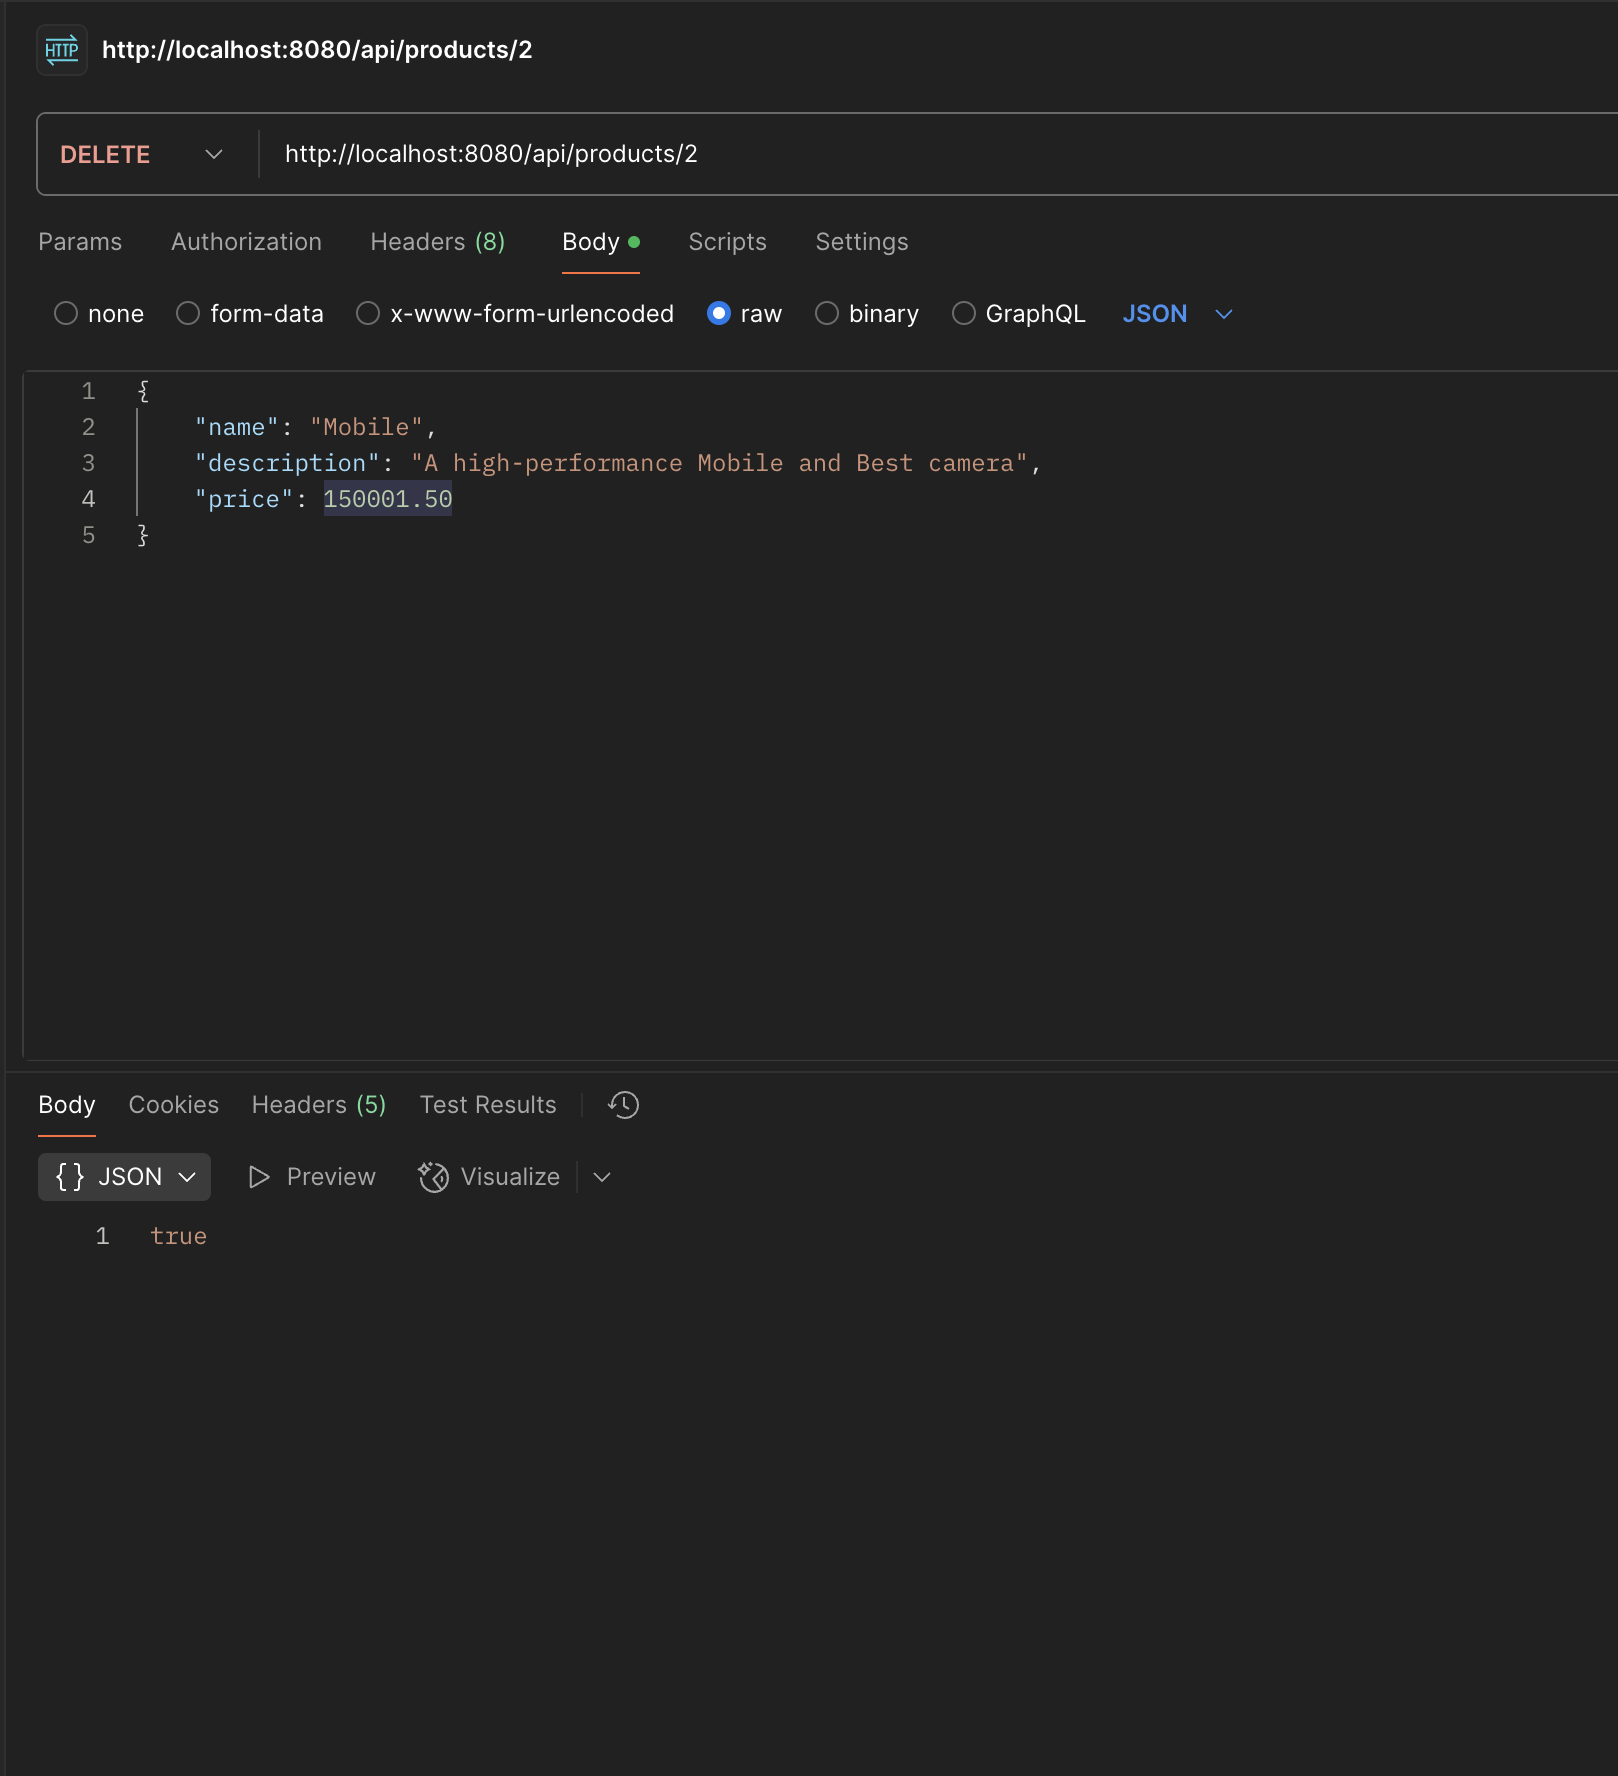 HTTP http://localhost:8080/api/products/2
DELETE http://localhost:8080/api/products/2
Params Authorization Headers (8) Body Scripts Settings
none form-data x-www-form-urlencoded raw binary GraphQL JSON
1 {
2 "name": "Mobile",
3 "description": "A high-performance Mobile and Best camera",
4 "price": 150001.50
5 }
Body Cookies Headers (5) Test Results
{ } JSON Preview Visualize
1 true